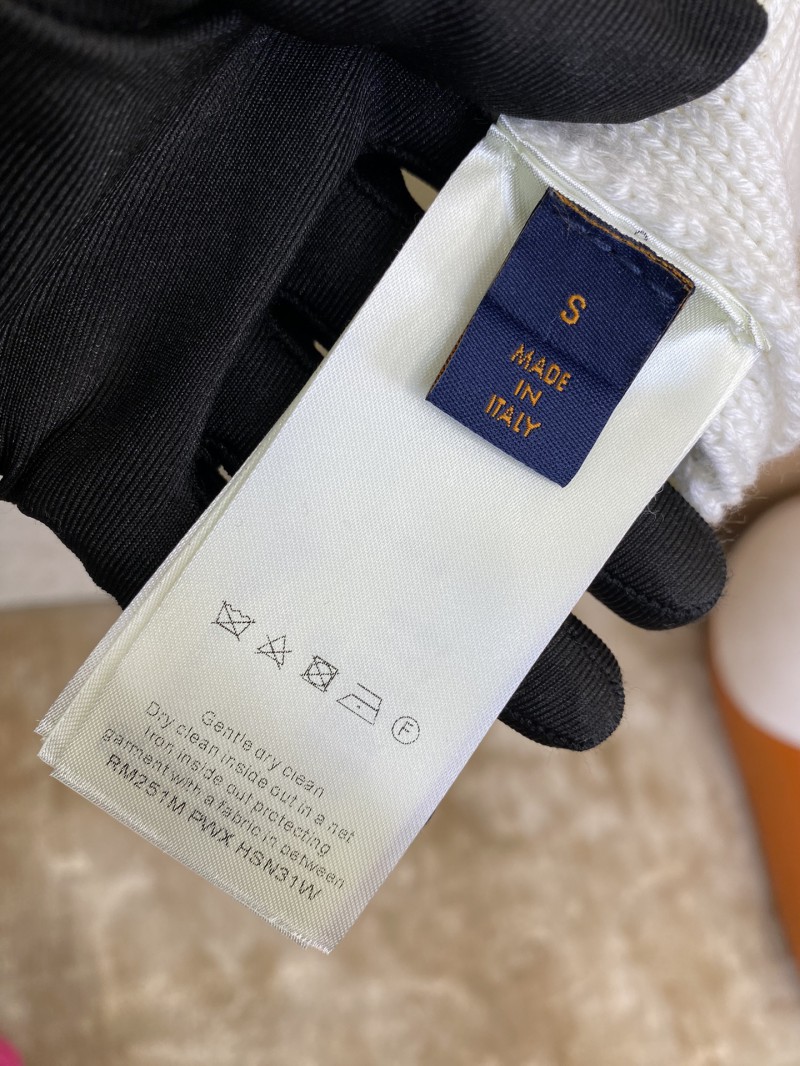 S
MADE
IN
ITALY
F
Gentle dry clean
Dry clean inside out in a net
Iron inside out protecting
garment with a fabric in between
RM251M PWX HSN31W